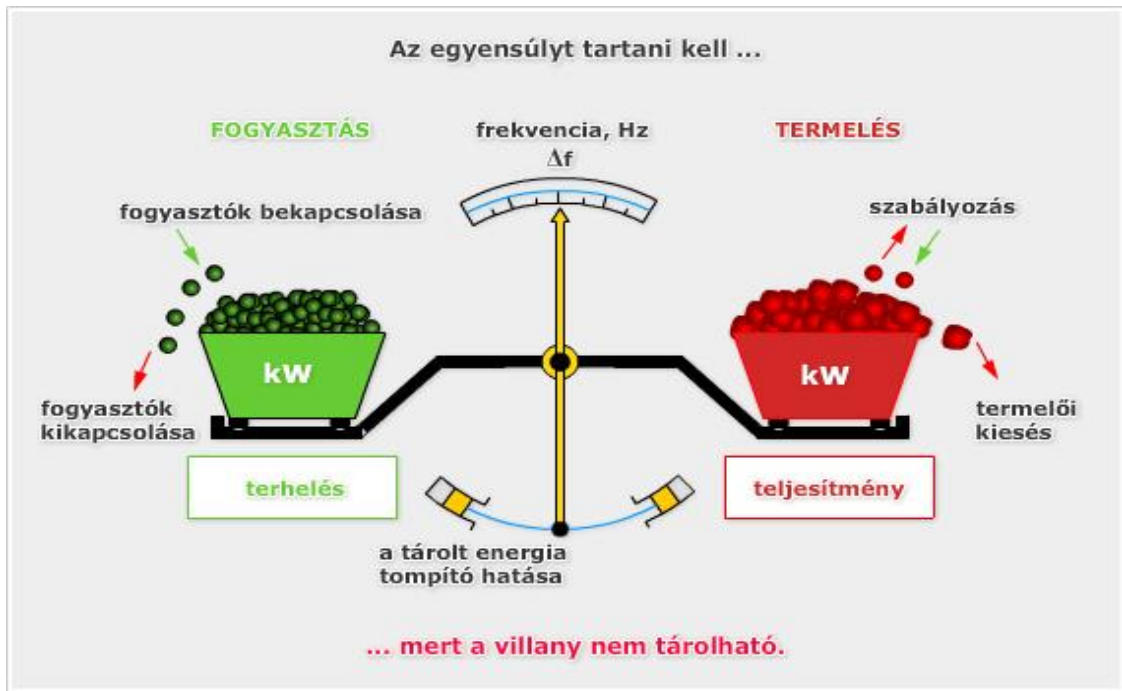 Az egyensúlyt tartani kell ...
FOGYASZTÁS
frekvencia, Hz
Δf
TERMELÉS
fogyasztók bekapcsolása
szabályozás
kW
kW
fogyasztók
kikapcsolása
termelői
kiesés
terhelés
teljesítmény
a tárolt energia
tompító hatása
... mert a villany nem tárolható.